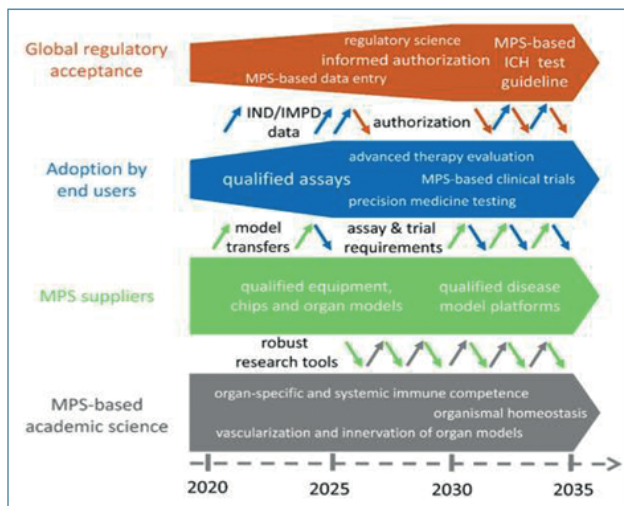 Global regulatory
acceptance
regulatory science
informed authorization
MPS-based data entry
MPS-based
ICH test
guideline
IND/IMPD
data
authorization
Adoption by
end users
qualified assays
advanced therapy evaluation
MPS-based clinical trials
precision medicine testing
model
transfers
assay & trial
requirements
MPS suppliers
qualified equipment,
chips and organ models
qualified disease
model platforms
robust
research tools
MPS-based
academic science
organ-specific and systemic immune competence
organismal homeostasis
vascularization and innervation of organ models
2020 2025 2030 2035